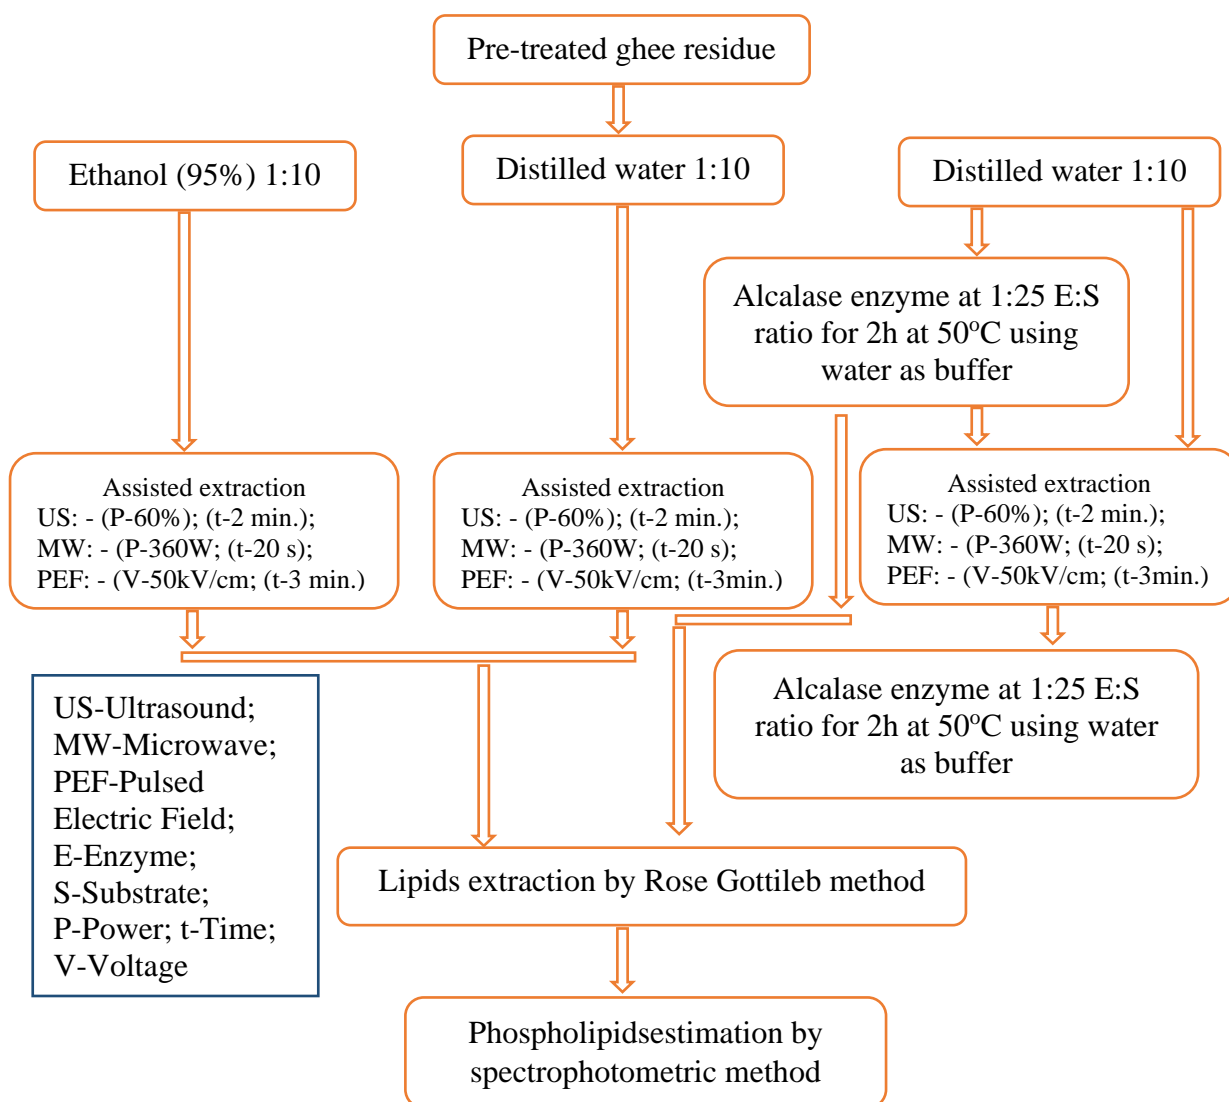 Pre-treated ghee residue
Ethanol (95%) 1:10
Distilled water 1:10
Distilled water 1:10
Alcalase enzyme at 1:25 E:S
ratio for 2h at 50°C using
water as buffer
Assisted extraction
US: - (P-60%); (t-2 min.);
MW: - (P-360W; (t-20 s);
PEF: - (V-50kV/cm; (t-3 min.)
Assisted extraction
US: - (P-60%); (t-2 min.);
MW: - (P-360W; (t-20 s);
PEF: - (V-50kV/cm; (t-3min.)
Assisted extraction
US: - (P-60%); (t-2 min.);
MW: - (P-360W; (t-20 s);
PEF: - (V-50kV/cm; (t-3min.)
Alcalase enzyme at 1:25 E:S
ratio for 2h at 50°C using water
as buffer
US-Ultrasound;
MW-Microwave;
PEF-Pulsed
Electric Field;
E-Enzyme;
S-Substrate;
P-Power; t-Time;
V-Voltage
Lipids extraction by Rose Gottileb method
Phospholipidsestimation by
spectrophotometric method